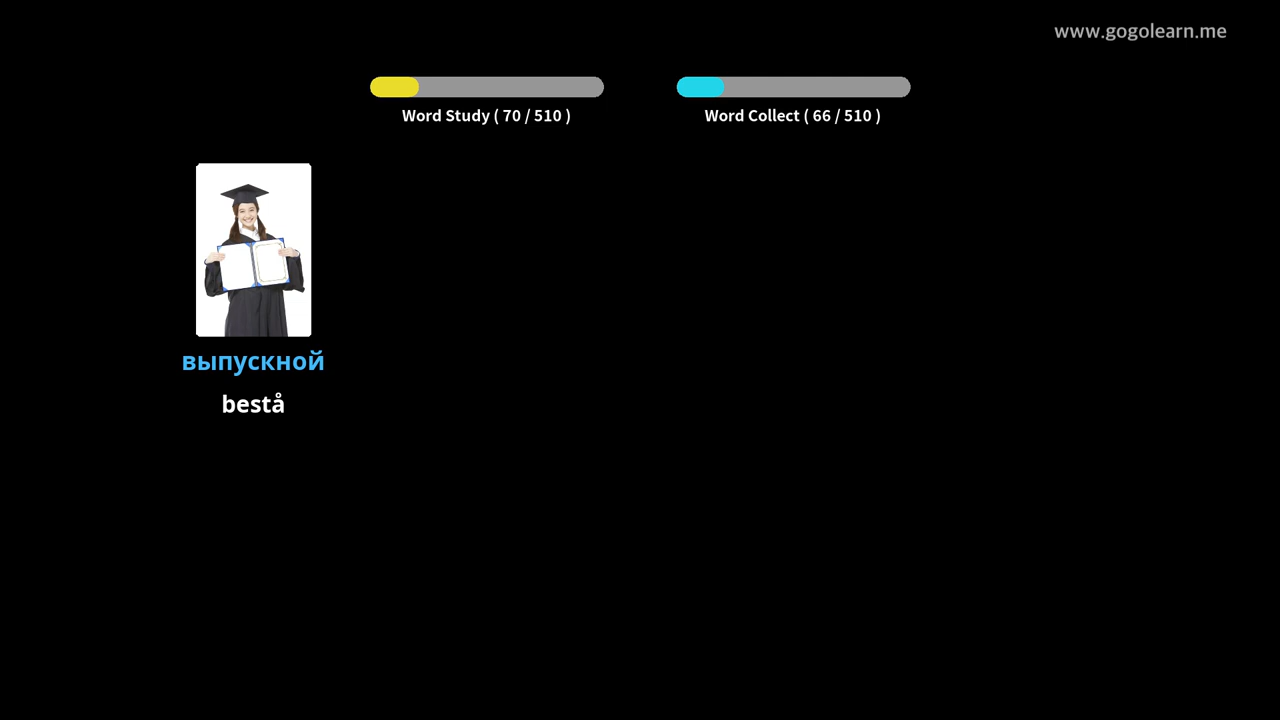 www.gogolearn.me
Word Study ( 70 / 510 )
Word Collect ( 66 / 510 )
выпускной
bestå